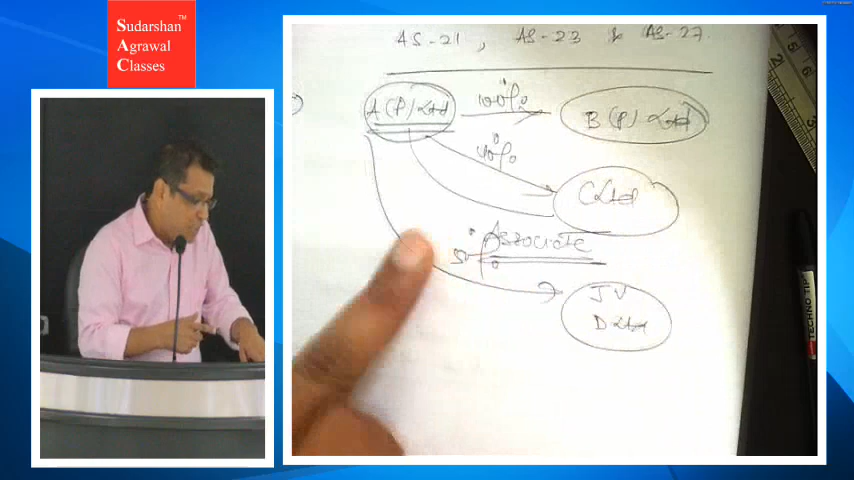 Sudarshan™
Agrawal
Classes
AS-21, AS-23 & AS-27.
A (P) Ltd
100%
B (P) Ltd
40%
C Ltd
Associate
50%
JV
D Ltd
TECHNO TIP